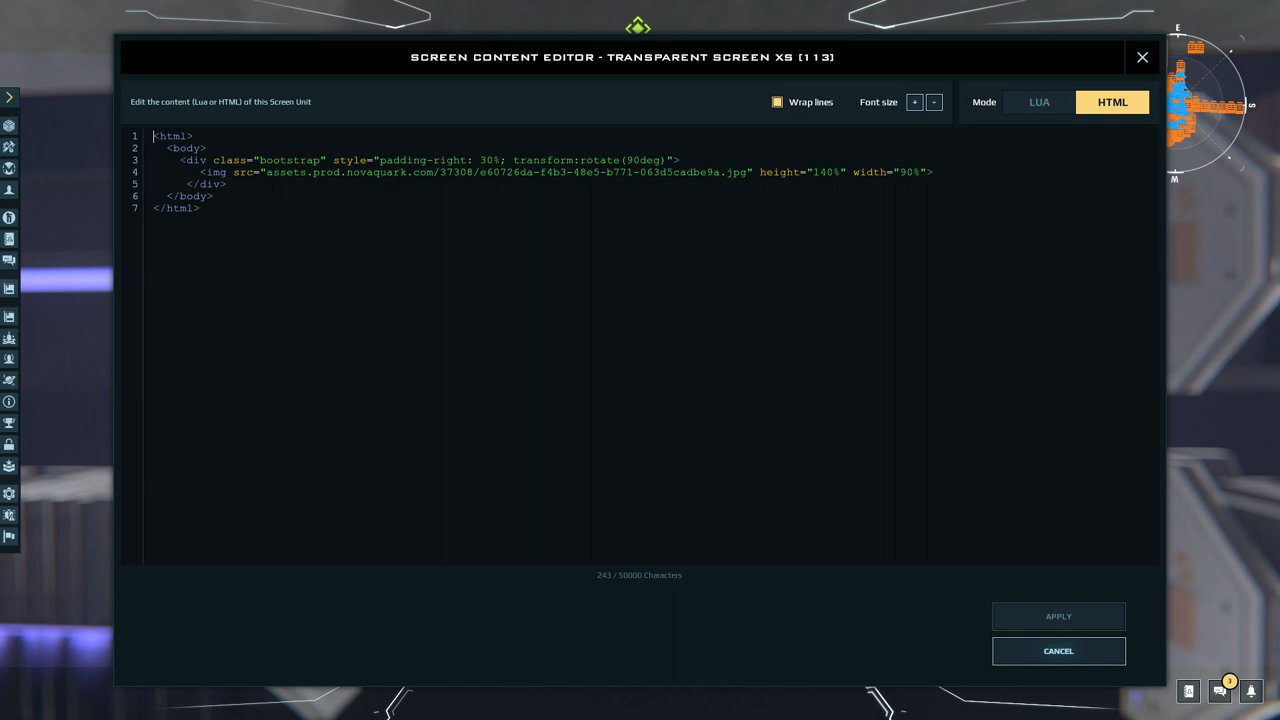 SCREEN CONTENT EDITOR - TRANSPARENT SCREEN XS [113]
Edit the content (Lua or HTML) of this Screen Unit
Wrap lines
Font size
+
-
Mode
LUA
HTML
1 <html>
2 <body>
3 <div class="bootstrap" style="padding-right: 30%; transform:rotate(90deg)">
4 <img src="assets.prod.novaquark.com/37308/e60726da-f4b3-48e5-b771-063d5cadbe9a.jpg" height="140%" width="90%">
5 </div>
6 </body>
7 </html>
243 / 50000 Characters
APPLY
CANCEL
E
S
W
3